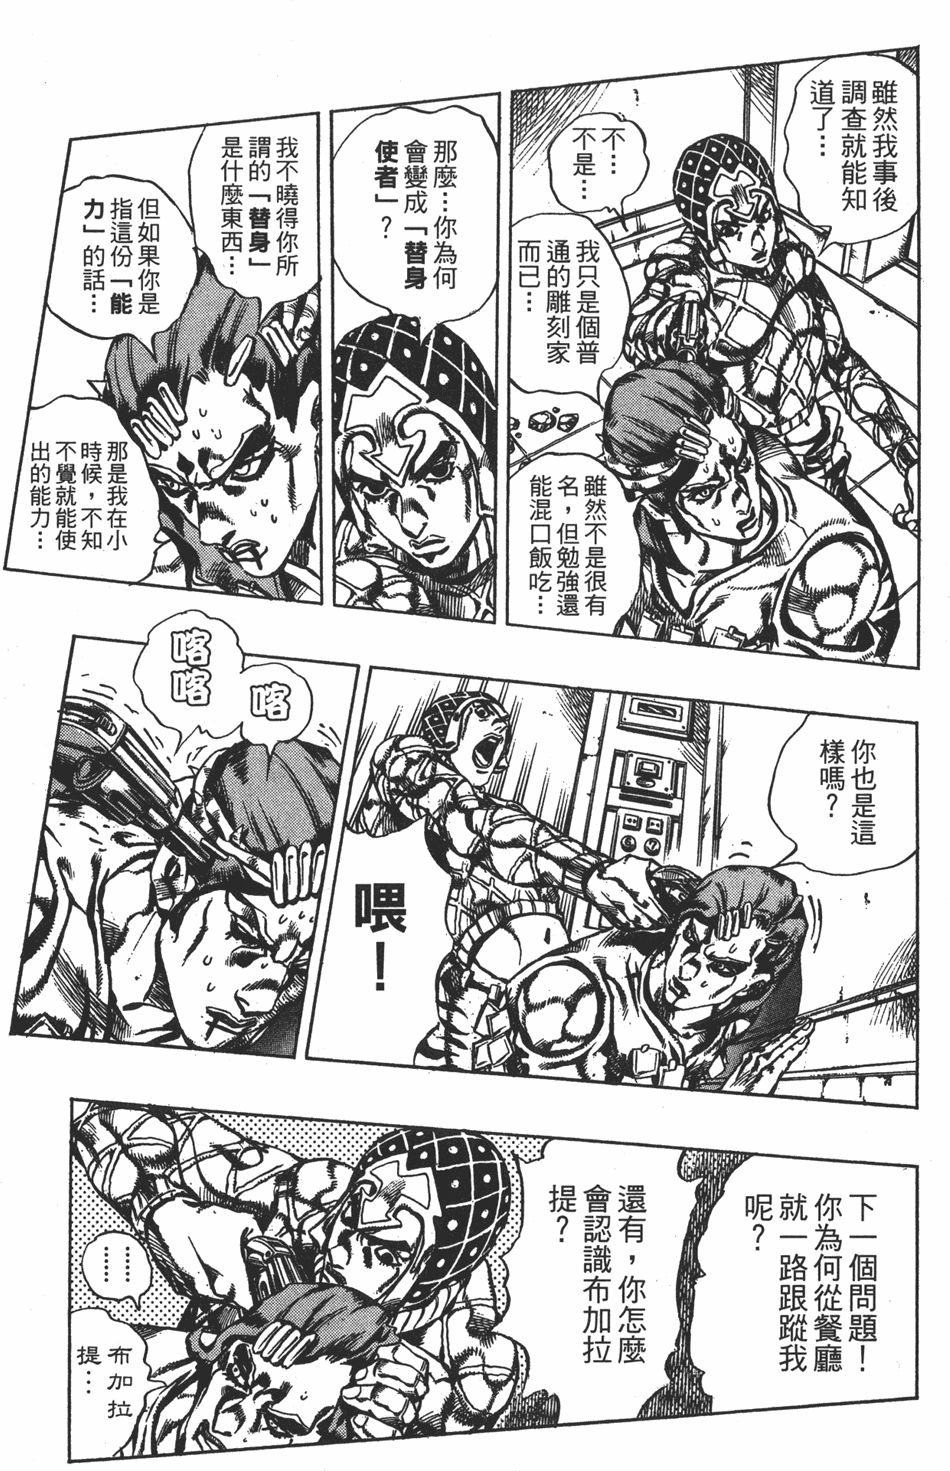 雖然我事後
調查就能知
道了…
不…
不是…
我只是個普
通的雕刻家
而已…
雖然不是很有
名，但勉強還
能混口飯吃…
那麼…你為何
會變成「替身
使者」？
我不曉得你所
謂的「替身」
是什麼東西…
但如果你是
指這份「能
力」的話…
那是我在小
時候，不知
不覺就能使
出的能力…
你也是這
樣嗎？
喂！
喀
喀
喀
下一個問題！
你為何從餐廳
就一路跟蹤我
呢？
還有，你怎麼
會認識布加拉
提？
……
布加拉
提…